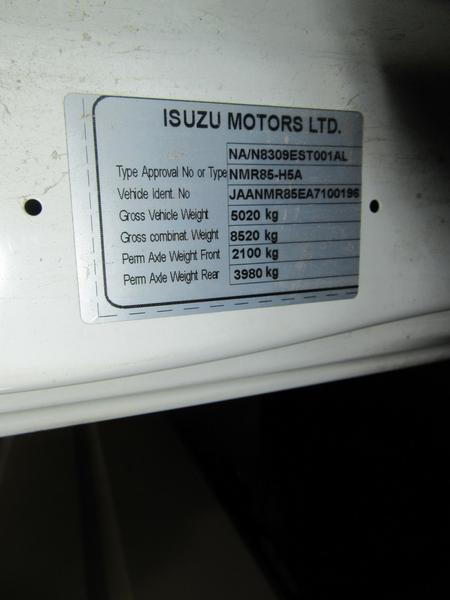 ISUZU MOTORS LTD.
NA/N8309EST001AL
Type Approval No or Type NMR85-H5A
Vehicle Ident. No JAANMR85EA7100196
Gross Vehicle Weight 5020 kg
Gross combinat. Weight 8520 kg
Perm Axle Weight Front 2100 kg
Perm Axle Weight Rear 3980 kg